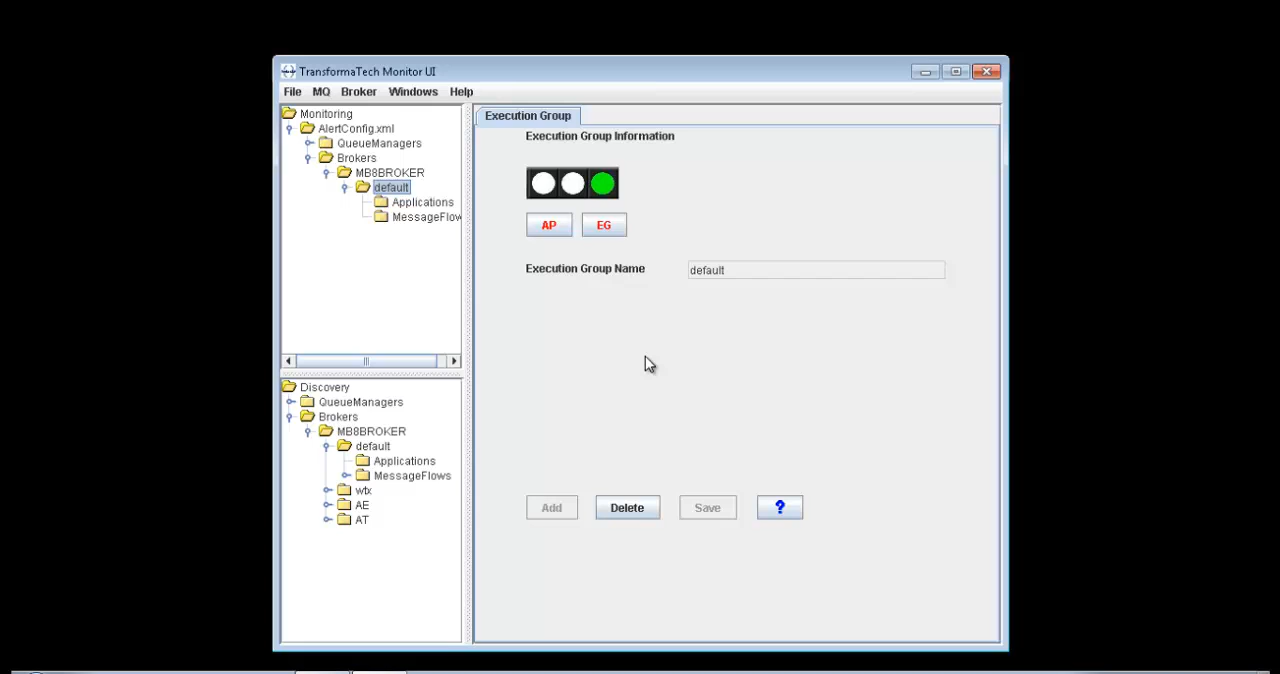 TransformaTech Monitor UI
File MQ Broker Windows Help
Monitoring
AlertConfig.xml
QueueManagers
Brokers
MB8BROKER
default
Applications
MessageFlow
Discovery
QueueManagers
Brokers
MB8BROKER
default
Applications
MessageFlows
wtx
AE
AT
Execution Group
Execution Group Information
AP EG
Execution Group Name default
Add Delete Save ?